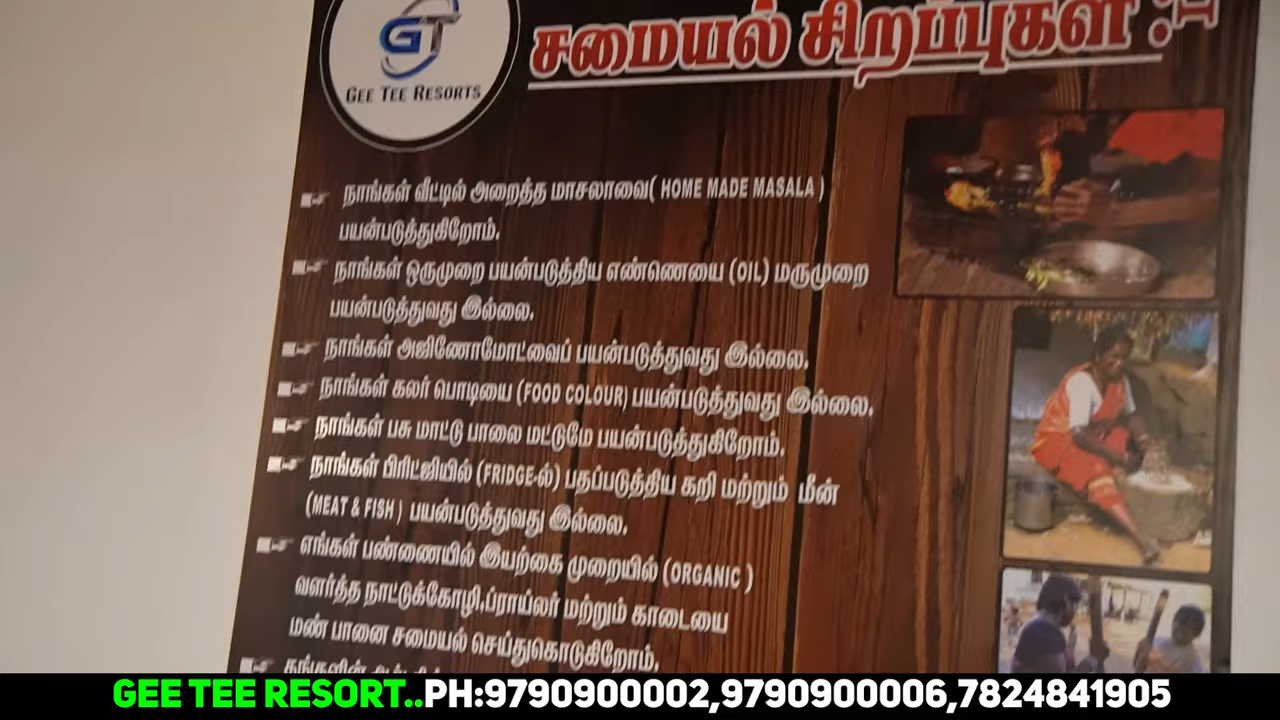 GT
GEE TEE RESORTS
சமையல் சிறப்புகள் :-
நாங்கள் வீட்டில் அறைத்த மாசலாவை( HOME MADE MASALA )
பயன்படுத்துகிறோம்.
நாங்கள் ஒருமுறை பயன்படுத்திய எண்ணெயை (OIL) மருமுறை
பயன்படுத்துவது இல்லை.
நாங்கள் அஜிணோமோட்வைப் பயன்படுத்துவது இல்லை.
நாங்கள் கலர் பொடியை (FOOD COLOUR) பயன்படுத்துவது இல்லை.
நாங்கள் பசு மாட்டு பாலை மட்டுமே பயன்படுத்துகிறோம்.
நாங்கள் பிரிட்ஜியில் (FRIDGE-ல்) பதப்படுத்திய கறி மற்றும் மீன்
(MEAT & FISH ) பயன்படுத்துவது இல்லை.
எங்கள் பண்ணையில் இயற்கை முறையில் (ORGANIC )
வளர்த்த நாட்டுக்கோழி,ப்ராய்லர் மற்றும் காடையை
மண் பானை சமையல் செய்துகொடுகிறோம்.
GEE TEE RESORT..PH:9790900002,9790900006,7824841905